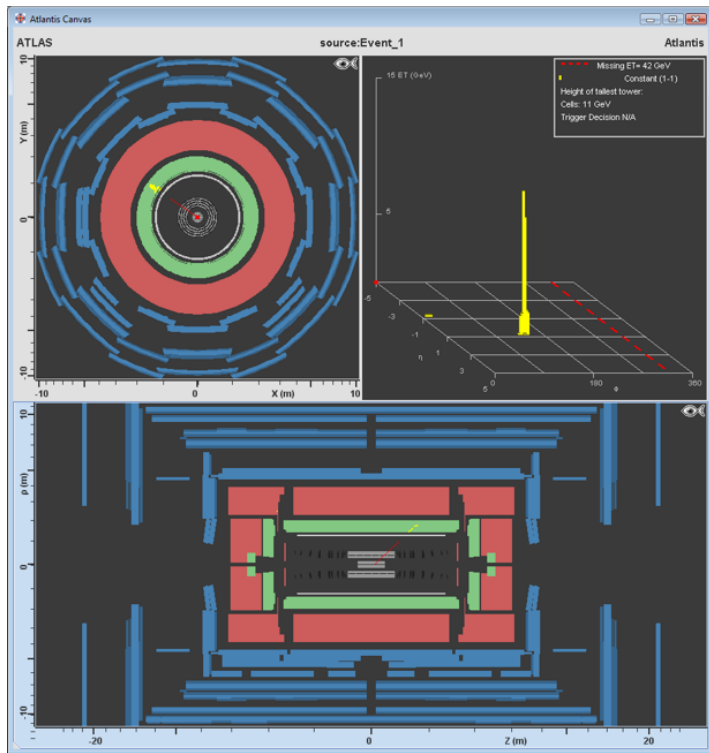 Atlantis Canvas
ATLAS source:Event_1 Atlantis
10
Y (m)
0
-10
-10 0 X (m) 10
15 ET (GeV)
5
-5
-3
-1
η
1
3
5
0 180 Φ 360
Missing ET= 42 GeV
Constant (1-1)
Height of tallest tower:
Cells: 11 GeV
Trigger Decision N/A
10
ρ (m)
0
-10
-20 0 Z (m) 20